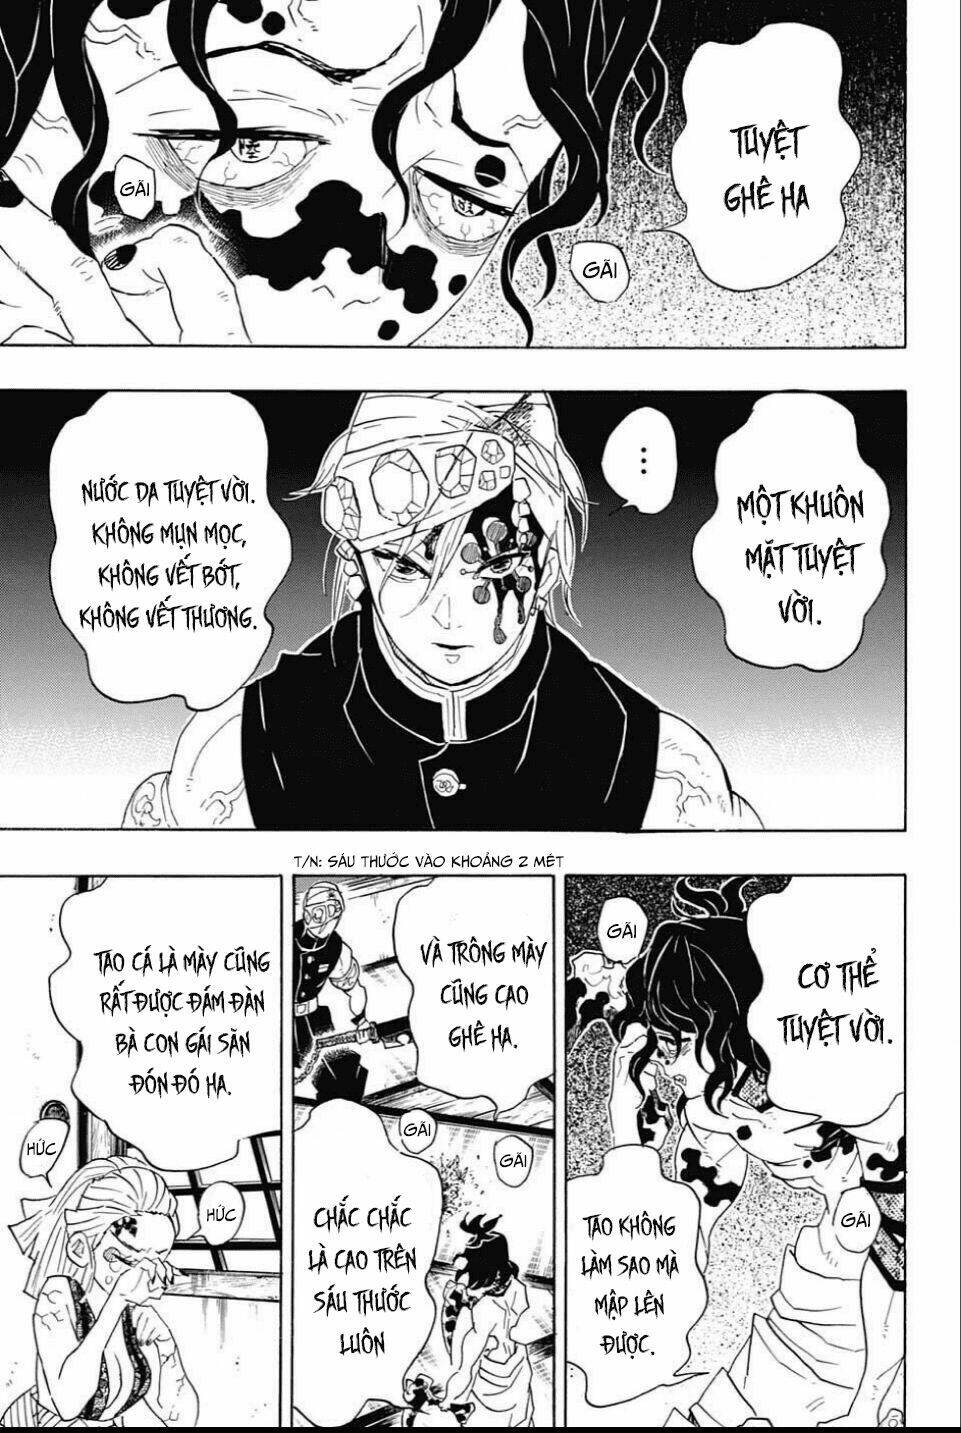 TUYỆT
GHÊ HA
GÃI
GÃI
...
MỘT KHUÔN
MẶT TUYỆT
VỜI.
NƯỚC DA TUYỆT VỜI.
KHÔNG MỤN MỌC,
KHÔNG VẾT BỚT,
KHÔNG VẾT THƯƠNG.
T/N: SÁU THƯỚC VÀO KHOẢNG 2 MÉT
GÃI
CƠ THỂ
TUYỆT VỜI.
GÃI
TAO KHÔNG
LÀM SAO MÀ
MẬP LÊN
ĐƯỢC.
VÀ TRÔNG MÀY
CŨNG CAO
GHÊ HA.
GÃI
GÃI
CHẮC CHẮC
LÀ CAO TRÊN
SÁU THƯỚC
LUÔN
TAO CÁ LÀ MÀY CŨNG
RẤT ĐƯỢC ĐÁM ĐÀN
BÀ CON GÁI SĂN
ĐÓN ĐÓ HA.
HỨC
HỨC